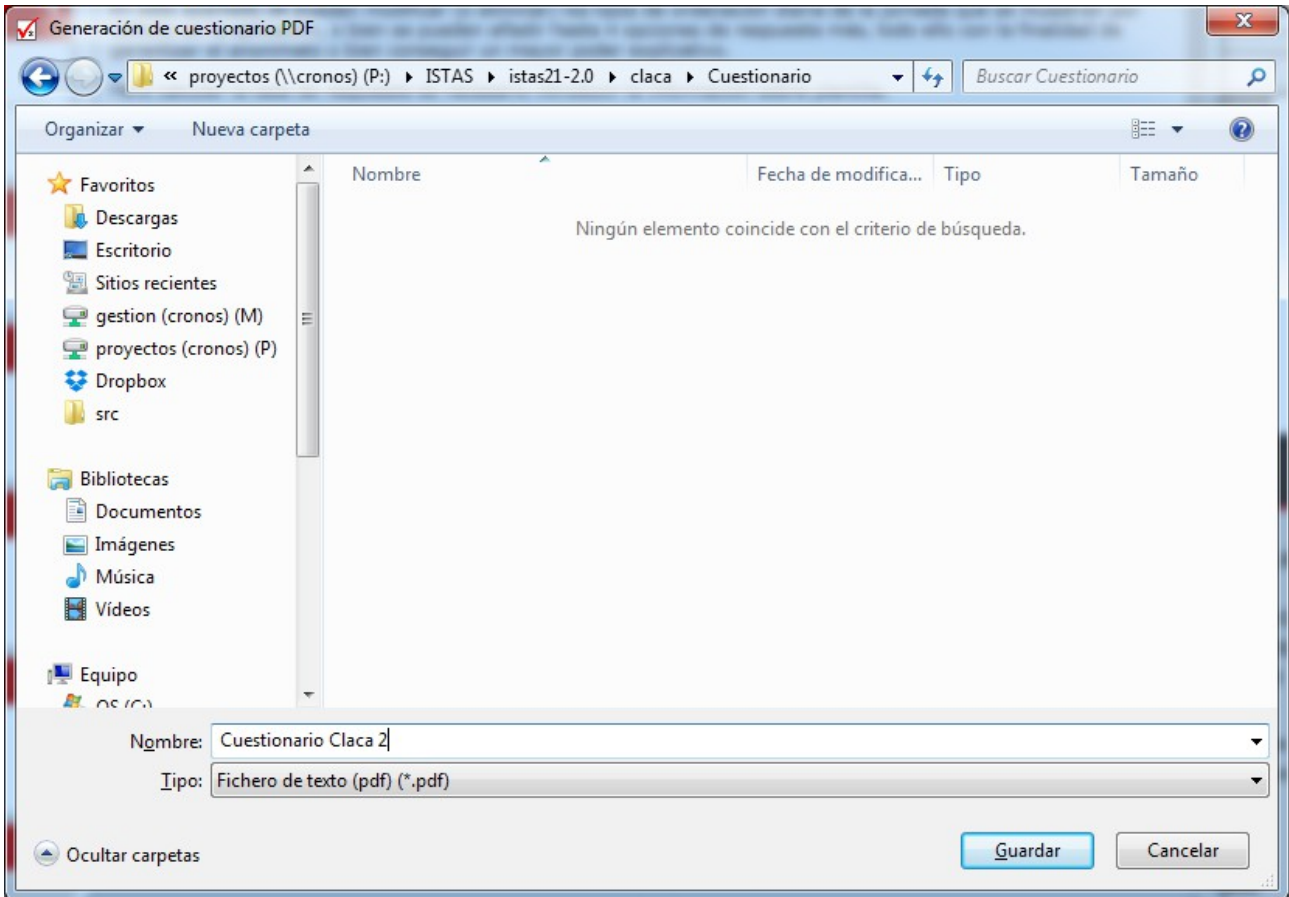 Generación de cuestionario PDF
« proyectos (\\cronos) (P:) ▸ ISTAS ▸ istas21-2.0 ▸ claca ▸ Cuestionario
Buscar Cuestionario
Organizar
Nueva carpeta
Nombre
Fecha de modifica...
Tipo
Tamaño
Ningún elemento coincide con el criterio de búsqueda.
Favoritos
Descargas
Escritorio
Sitios recientes
gestion (cronos) (M)
proyectos (cronos) (P)
Dropbox
src
Bibliotecas
Documentos
Imágenes
Música
Vídeos
Equipo
OS (C:)
Nombre: Cuestionario Claca 2
Tipo: Fichero de texto (pdf) (*.pdf)
Ocultar carpetas
Guardar
Cancelar